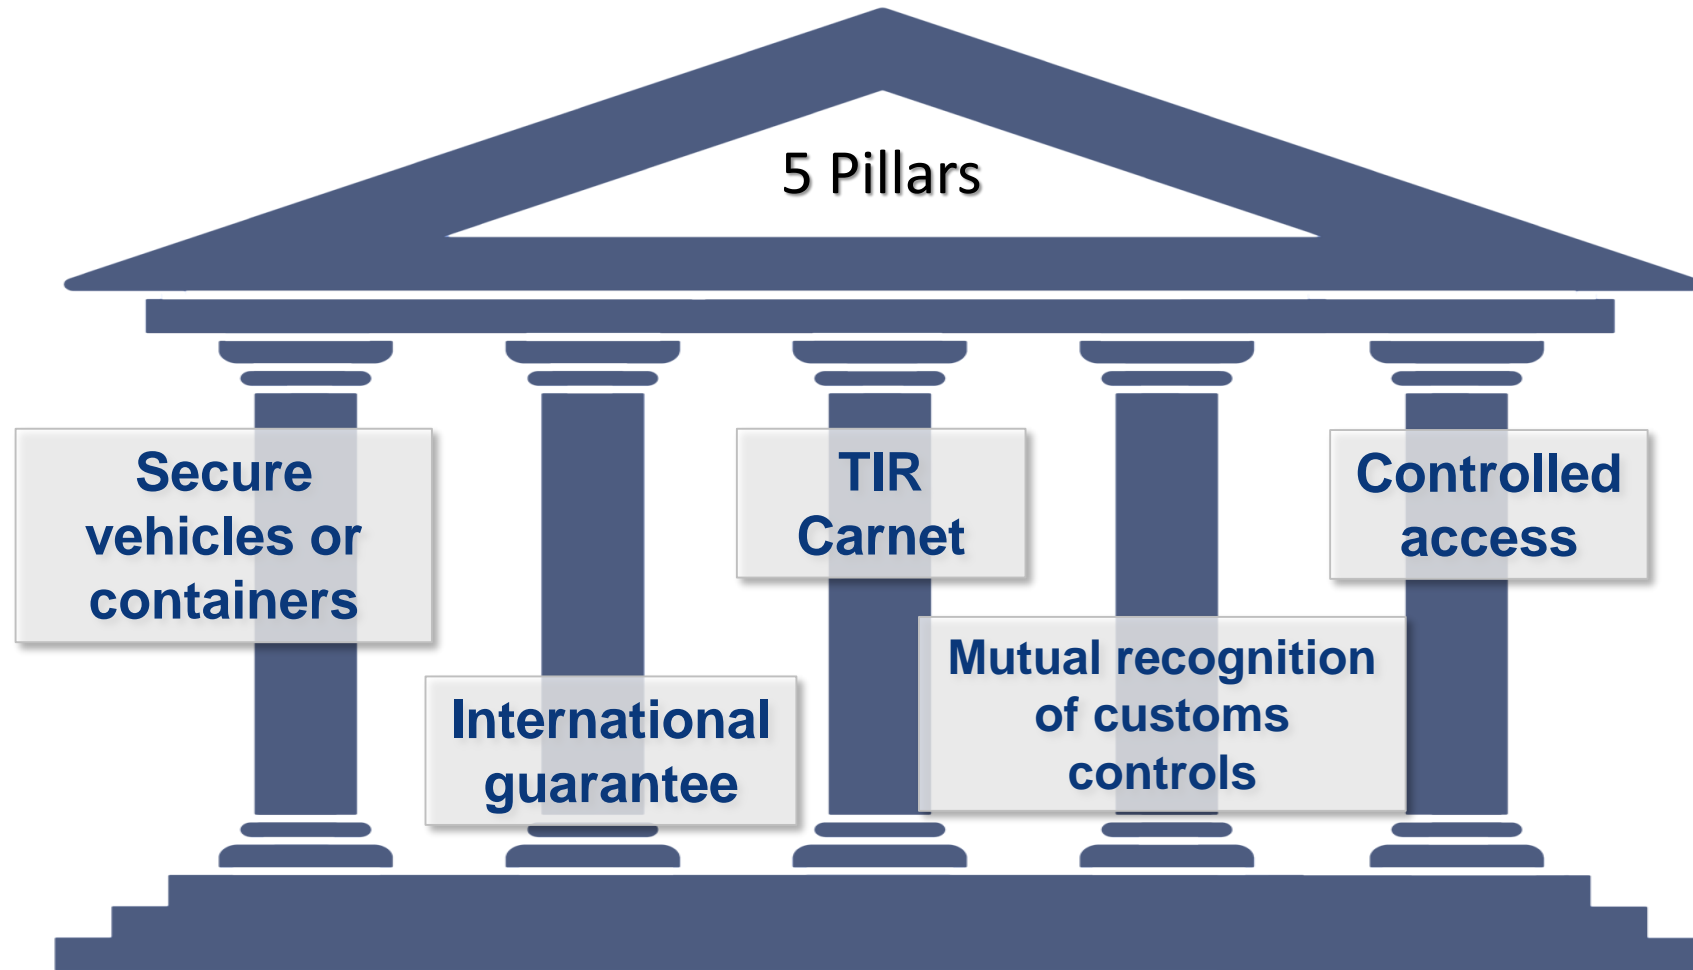 5 Pillars
Secure
vehicles or
containers
International
guarantee
TIR
Carnet
Mutual recognition
of customs
controls
Controlled
access